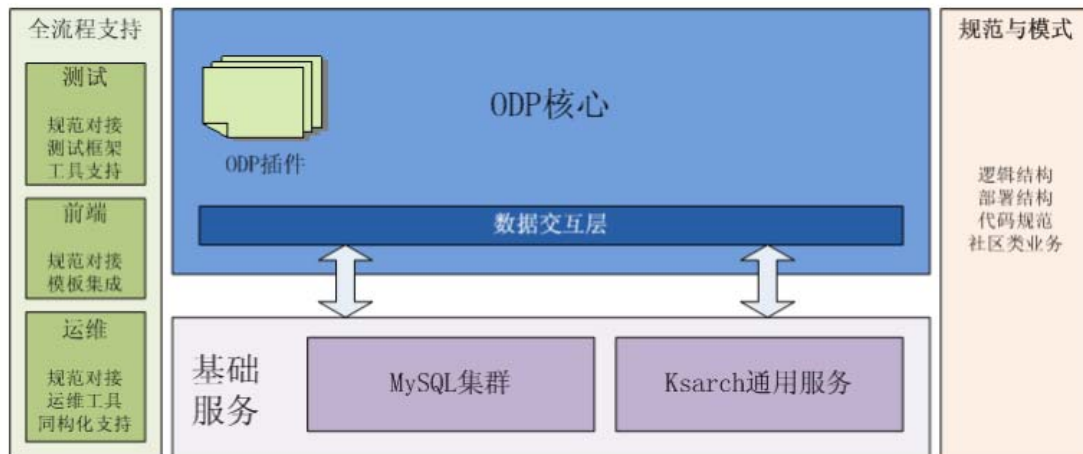 全流程支持
测试
规范对接
测试框架
工具支持
前端
规范对接
模板集成
运维
规范对接
运维工具
同构化支持
ODP核心
ODP插件
数据交互层
基础
服务
MySQL集群
Ksarch通用服务
规范与模式
逻辑结构
部署结构
代码规范
社区类业务